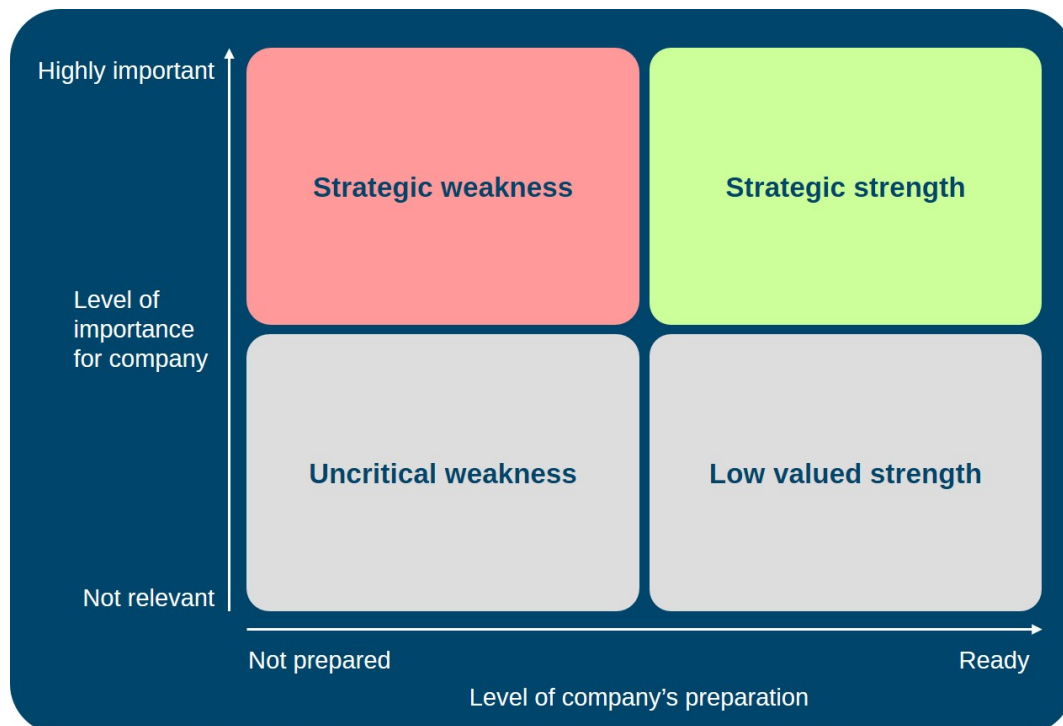 Highly important
Strategic weakness
Strategic strength
Level of
importance
for company
Uncritical weakness
Low valued strength
Not relevant
Not prepared
Ready
Level of company’s preparation